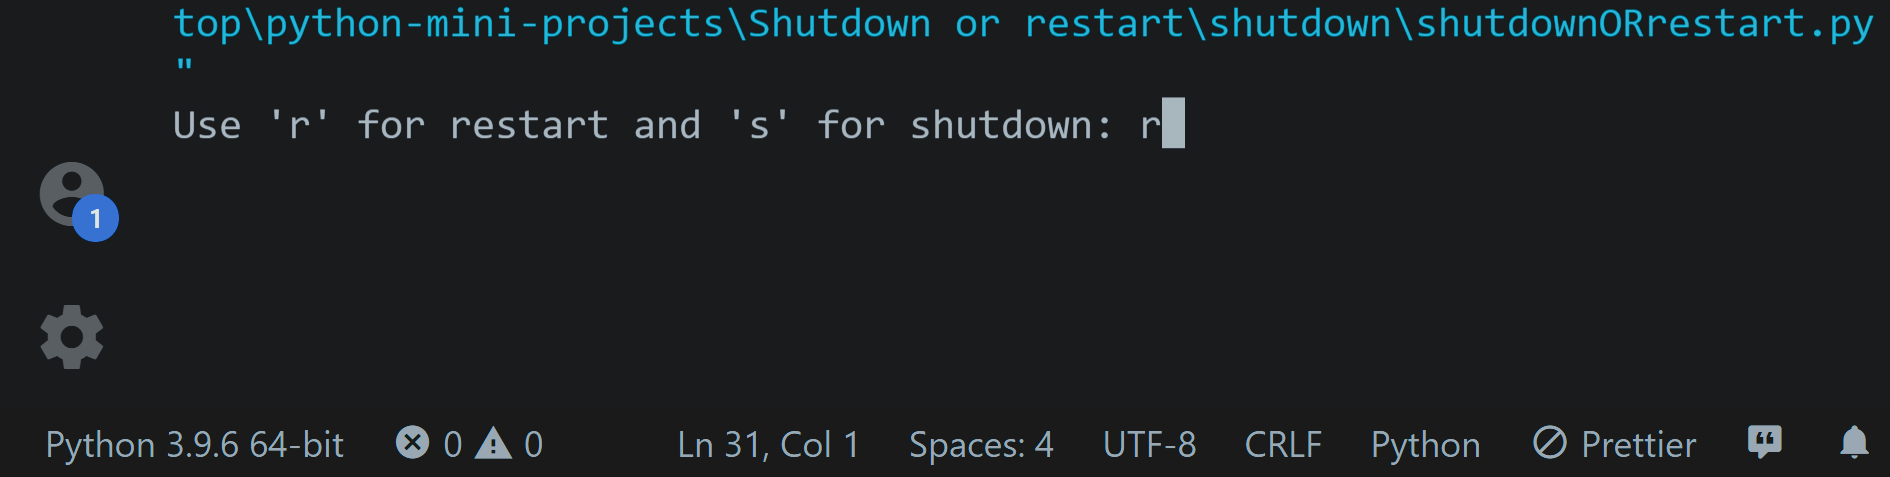 top\python-mini-projects\Shutdown or restart\shutdown\shutdownORrestart.py
"
Use 'r' for restart and 's' for shutdown: r
1
Python 3.9.6 64-bit 0 0 Ln 31, Col 1 Spaces: 4 UTF-8 CRLF Python Prettier